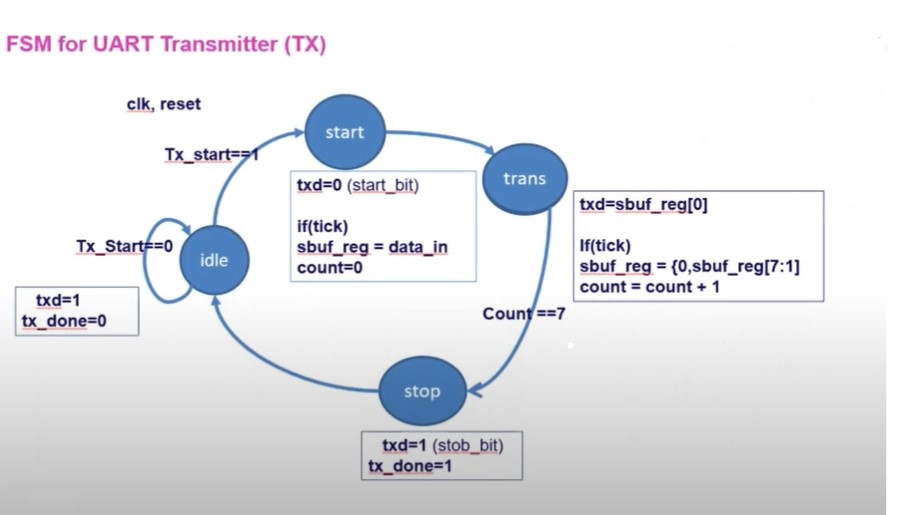 FSM for UART Transmitter (TX)
clk, reset
start
Tx_start==1
trans
txd=0 (start_bit)
if(tick)
sbuf_reg = data_in
count=0
txd=sbuf_reg[0]
If(tick)
sbuf_reg = {0,sbuf_reg[7:1]
count = count + 1
Tx_Start==0
idle
txd=1
tx_done=0
Count ==7
stop
txd=1 (stob_bit)
tx_done=1